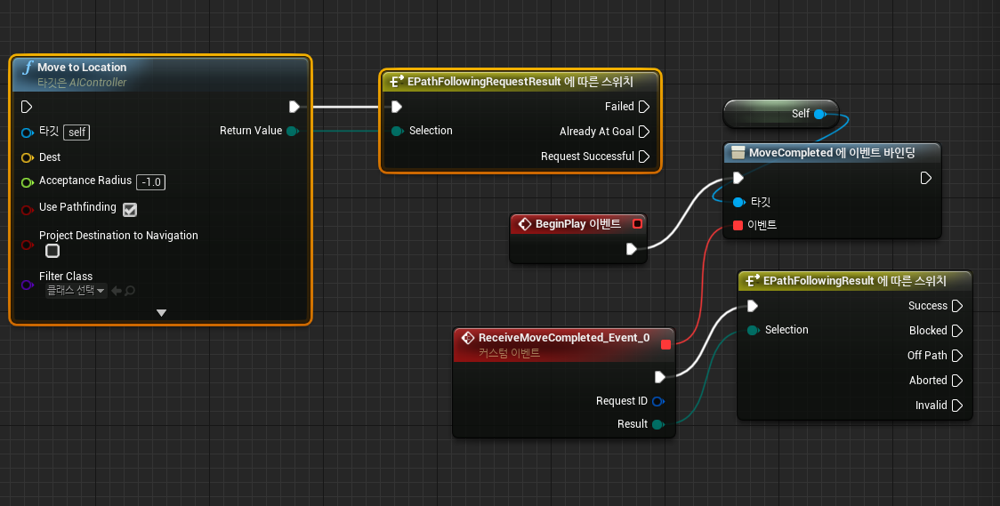 Move to Location
타깃은 AIController
타깃 self
Return Value
Dest
Acceptance Radius -1.0
Use Pathfinding
Project Destination to Navigation
Filter Class
클래스 선택
EPathFollowingRequestResult 에 따른 스위치
Failed
Selection
Already At Goal
Request Successful
Self
MoveCompleted 에 이벤트 바인딩
타깃
이벤트
BeginPlay 이벤트
ReceiveMoveCompleted_Event_0
커스텀 이벤트
Request ID
Result
EPathFollowingResult 에 따른 스위치
Success
Selection
Blocked
Off Path
Aborted
Invalid